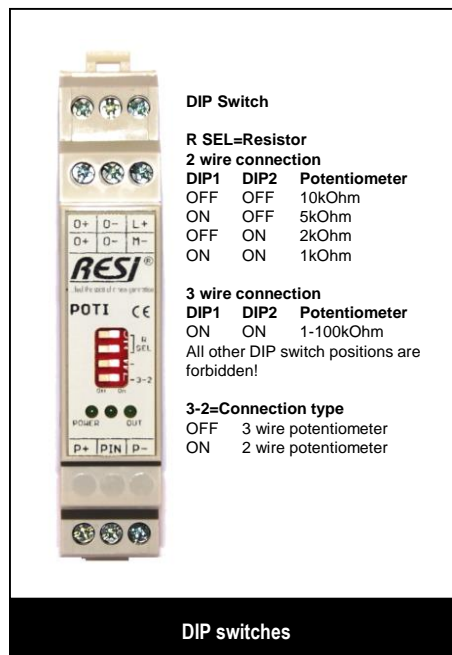 DIP Switch
R SEL=Resistor
2 wire connection
DIP1 DIP2 Potentiometer
OFF OFF 10kOhm
ON OFF 5kOhm
OFF ON 2kOhm
ON ON 1kOhm
3 wire connection
DIP1 DIP2 Potentiometer
ON ON 1-100kOhm
All other DIP switch positions are
forbidden!
3-2=Connection type
OFF 3 wire potentiometer
ON 2 wire potentiometer
O+ O- L+
O+ O- M-
RESI®
POTI CE
R
SEL
-
-3-2
ON
POWER OUT
P+ PIN P-
DIP switches